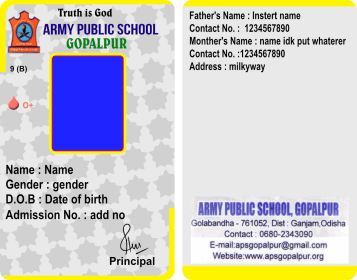 Truth is God
ARMY PUBLIC SCHOOL
GOPALPUR
9 (B)
O+
Name : Name
Gender : gender
D.O.B : Date of birth
Admission No. : add no
Principal
Father's Name : Instert name
Contact No. : 1234567890
Monther's Name : name idk put whaterer
Contact No. :1234567890
Address : milkyway
ARMY PUBLIC SCHOOL, GOPALPUR
Golabandha - 761052, Dist : Ganjam,Odisha
Contact : 0680-2343090
E-mail:apsgopalpur@gmail.com
Website:www.apsgopalpur.org